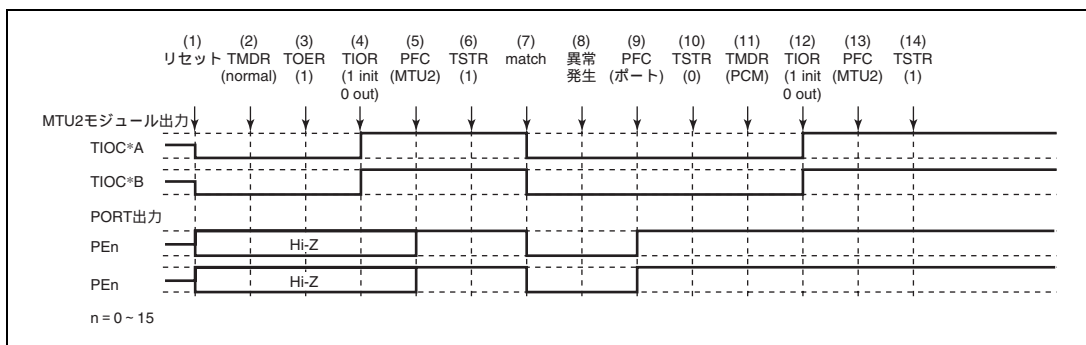 (1) (2) (3) (4) (5) (6) (7) (8) (9) (10) (11) (12) (13) (14)
リセット TMDR TOER TIOR PFC TSTR match 異常 PFC TSTR TMDR TIOR PFC TSTR
(normal) (1) (1 init (MTU2) (1) 発生 (ポート) (0) (PCM) (1 init (MTU2) (1)
0 out) 0 out)
MTU2モジュール出力
TIOC*A
TIOC*B
PORT出力
PEn Hi-Z
PEn Hi-Z
n = 0 ~ 15